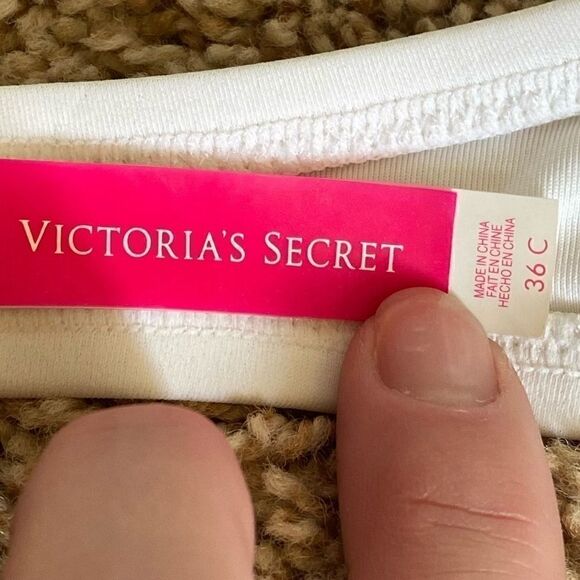 VICTORIA'S SECRET
MADE IN CHINA
FAIT EN CHINE
HECHO EN CHINA
36 C